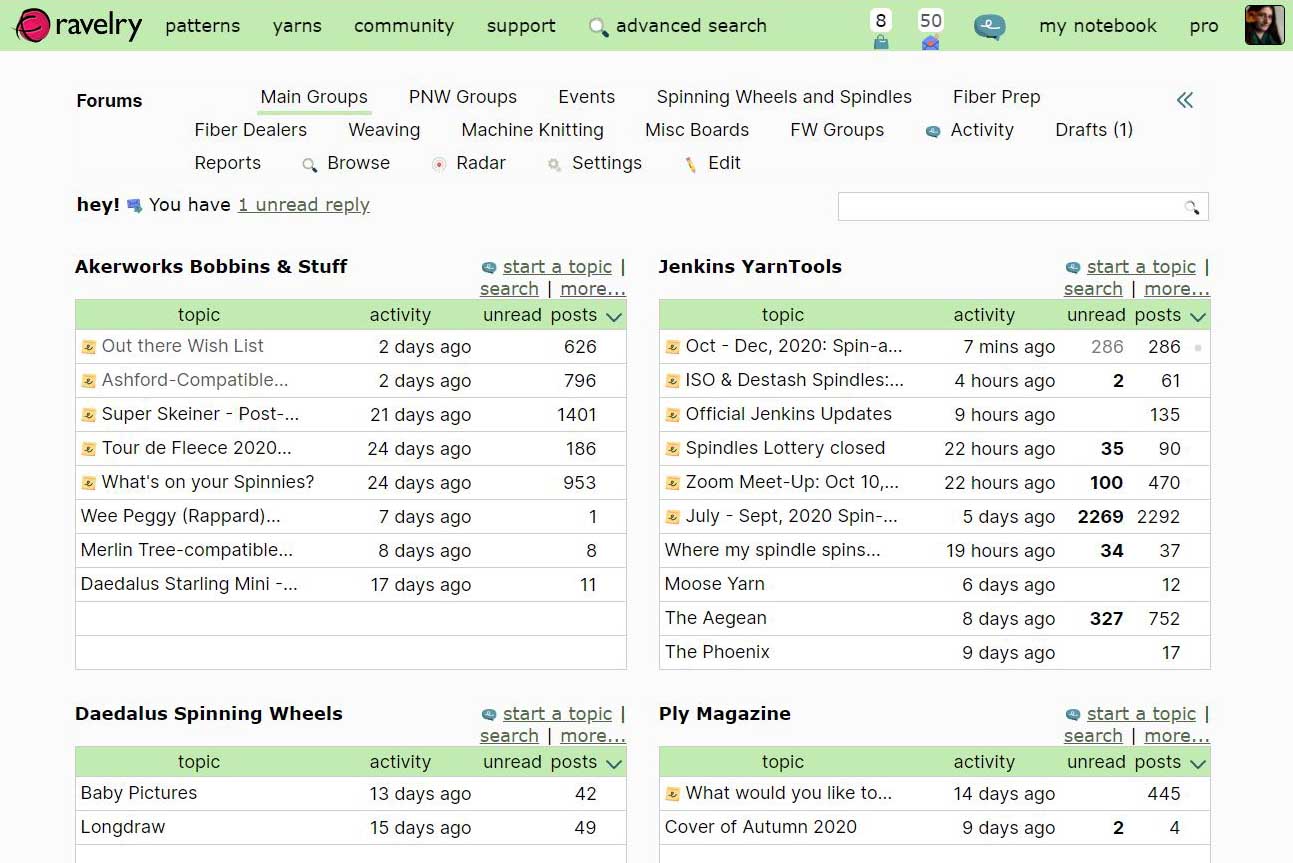 ravelry patterns yarns community support advanced search 8 50 my notebook pro
Forums Main Groups PNW Groups Events Spinning Wheels and Spindles Fiber Prep
Fiber Dealers Weaving Machine Knitting Misc Boards FW Groups Activity Drafts (1)
Reports Browse Radar Settings Edit
hey! You have 1 unread reply
Akerworks Bobbins & Stuff start a topic |
search | more...
topic activity unread posts
Out there Wish List 2 days ago 626
Ashford-Compatible... 2 days ago 796
Super Skeiner - Post-... 21 days ago 1401
Tour de Fleece 2020... 24 days ago 186
What's on your Spinnies? 24 days ago 953
Wee Peggy (Rappard)... 7 days ago 1
Merlin Tree-compatible... 8 days ago 8
Daedalus Starling Mini -... 17 days ago 11
Jenkins YarnTools start a topic |
search | more...
topic activity unread posts
Oct - Dec, 2020: Spin-a... 7 mins ago 286 286
ISO & Destash Spindles:... 4 hours ago 2 61
Official Jenkins Updates 9 hours ago 135
Spindles Lottery closed 22 hours ago 35 90
Zoom Meet-Up: Oct 10,... 22 hours ago 100 470
July - Sept, 2020 Spin-... 5 days ago 2269 2292
Where my spindle spins... 19 hours ago 34 37
Moose Yarn 6 days ago 12
The Aegean 8 days ago 327 752
The Phoenix 9 days ago 17
Daedalus Spinning Wheels start a topic |
search | more...
topic activity unread posts
Baby Pictures 13 days ago 42
Longdraw 15 days ago 49
Ply Magazine start a topic |
search | more...
topic activity unread posts
What would you like to... 14 days ago 445
Cover of Autumn 2020 9 days ago 2 4